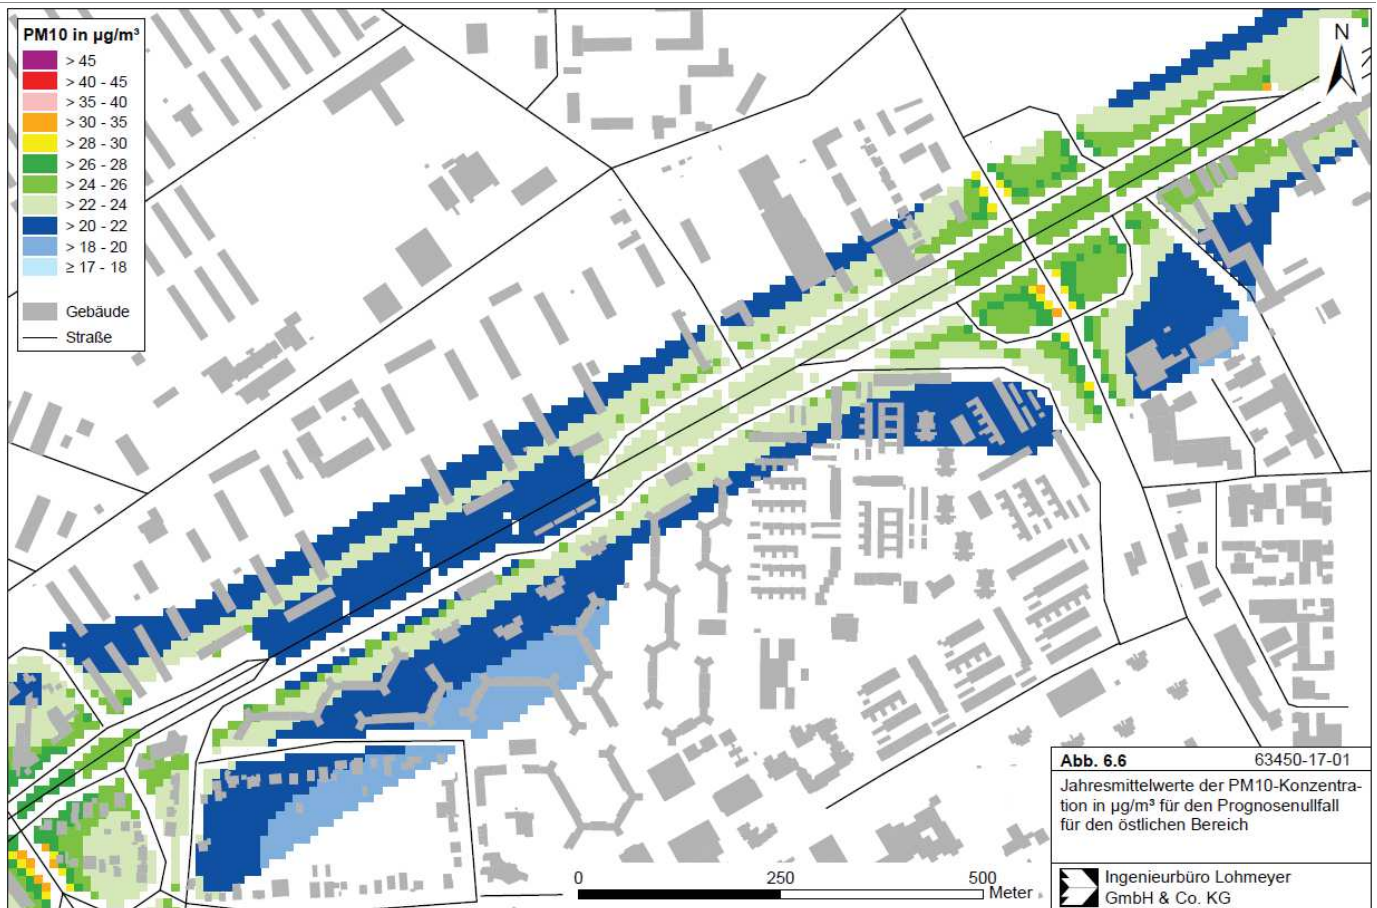 PM10 in µg/m³
> 45
> 40 - 45
> 35 - 40
> 30 - 35
> 28 - 30
> 26 - 28
> 24 - 26
> 22 - 24
> 20 - 22
> 18 - 20
≥ 17 - 18
Gebäude
Straße
N
0 250 500
Meter
Abb. 6.6 63450-17-01
Jahresmittelwerte der PM10-Konzentra-
tion in µg/m³ für den Prognosenullfall
für den östlichen Bereich
Ingenieurbüro Lohmeyer
GmbH & Co. KG